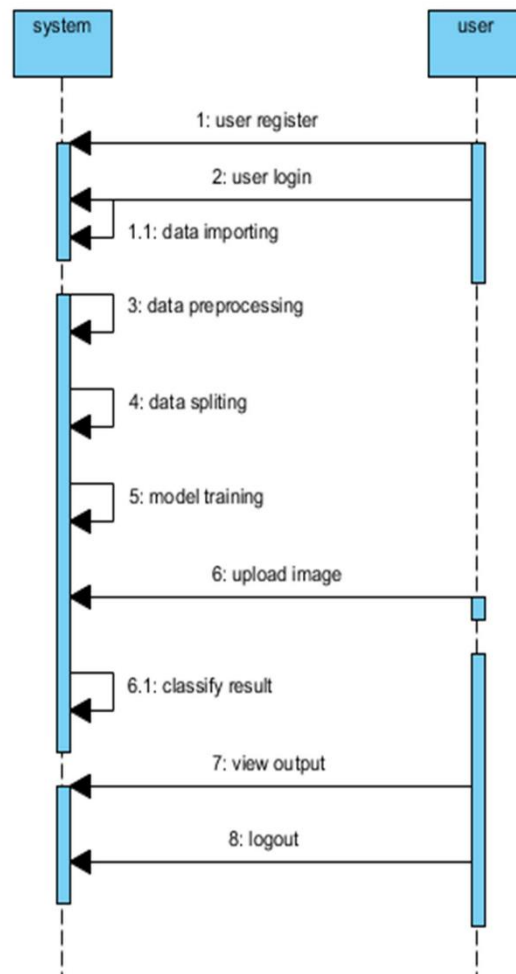 system
user
1: user register
2: user login
1.1: data importing
3: data preprocessing
4: data spliting
5: model training
6: upload image
6.1: classify result
7: view output
8: logout